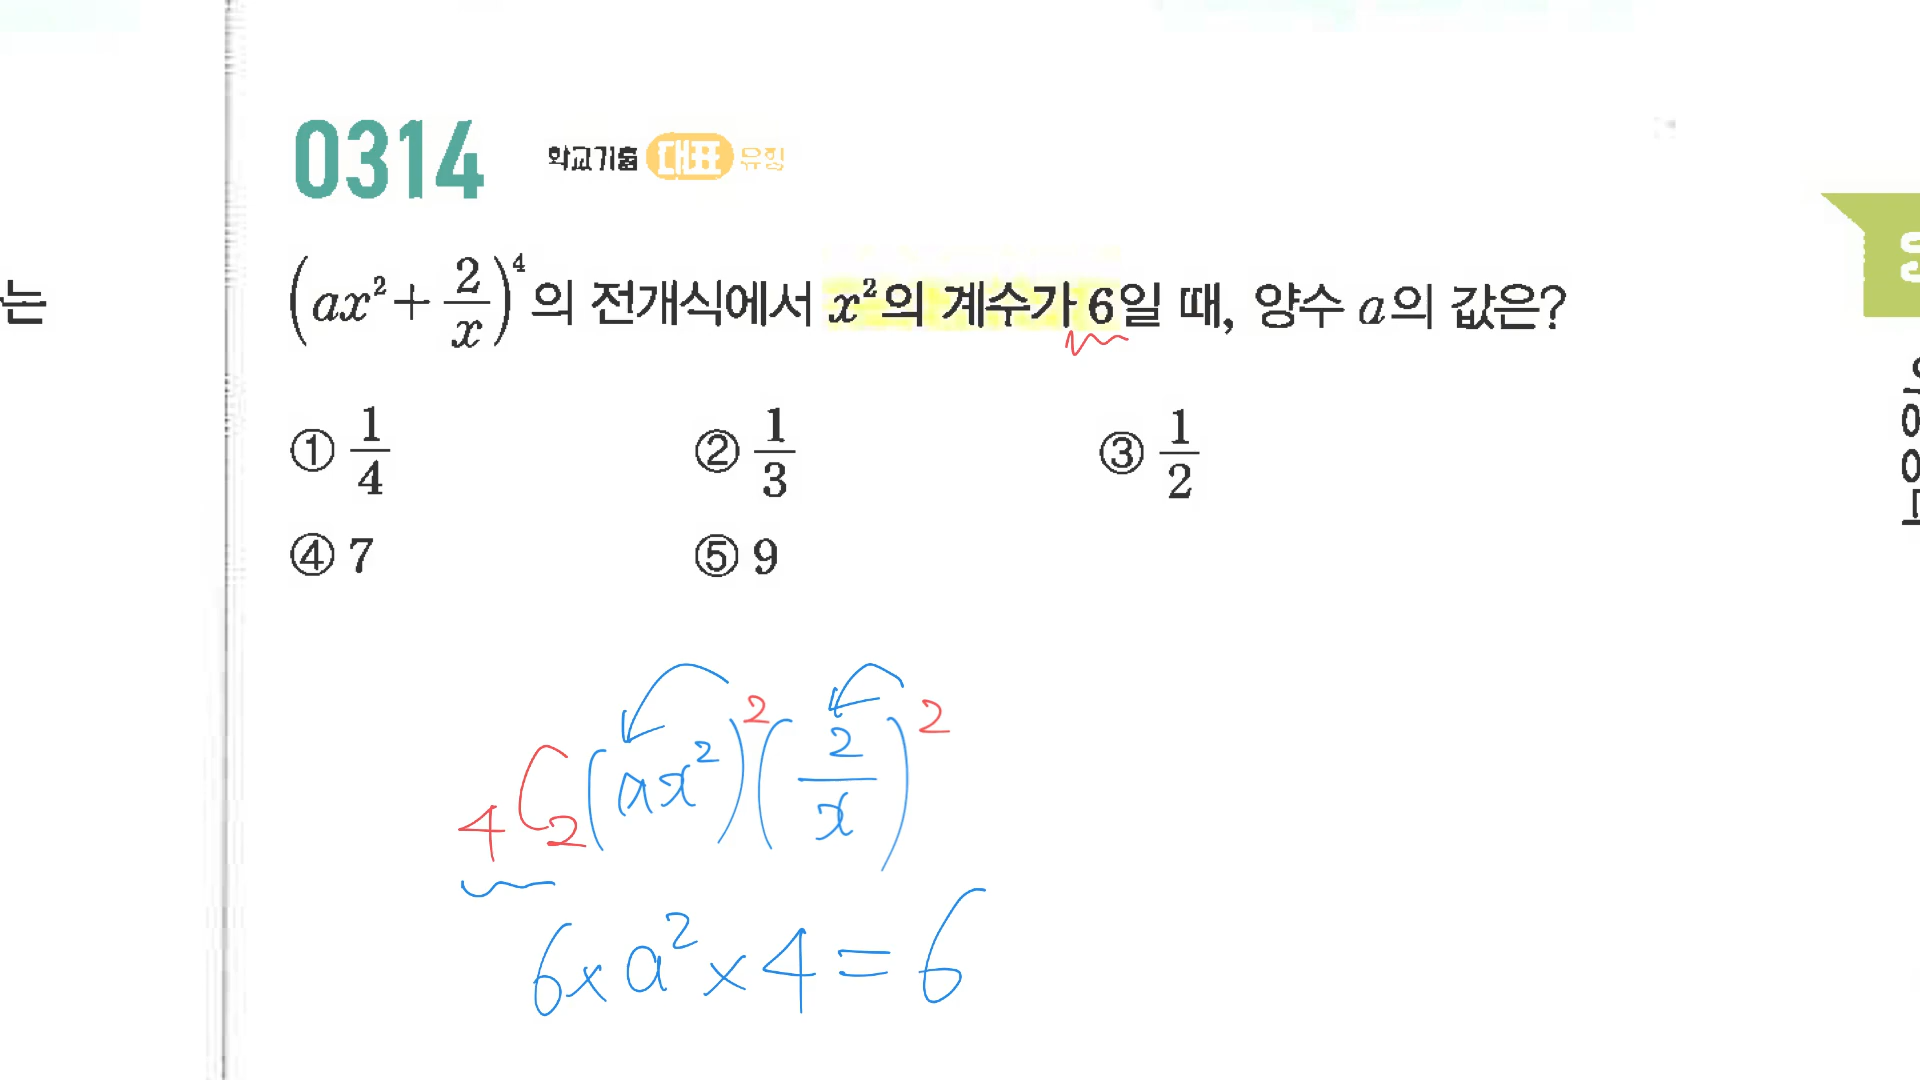 0314 학교기출 대표 유형
는
(ax²+2/x)⁴의 전개식에서 x²의 계수가 6일 때, 양수 a의 값은?
① 1/4 ② 1/3 ③ 1/2
④ 7 ⑤ 9
₄C₂(ax²)²(2/x)²
6×a²×4=6